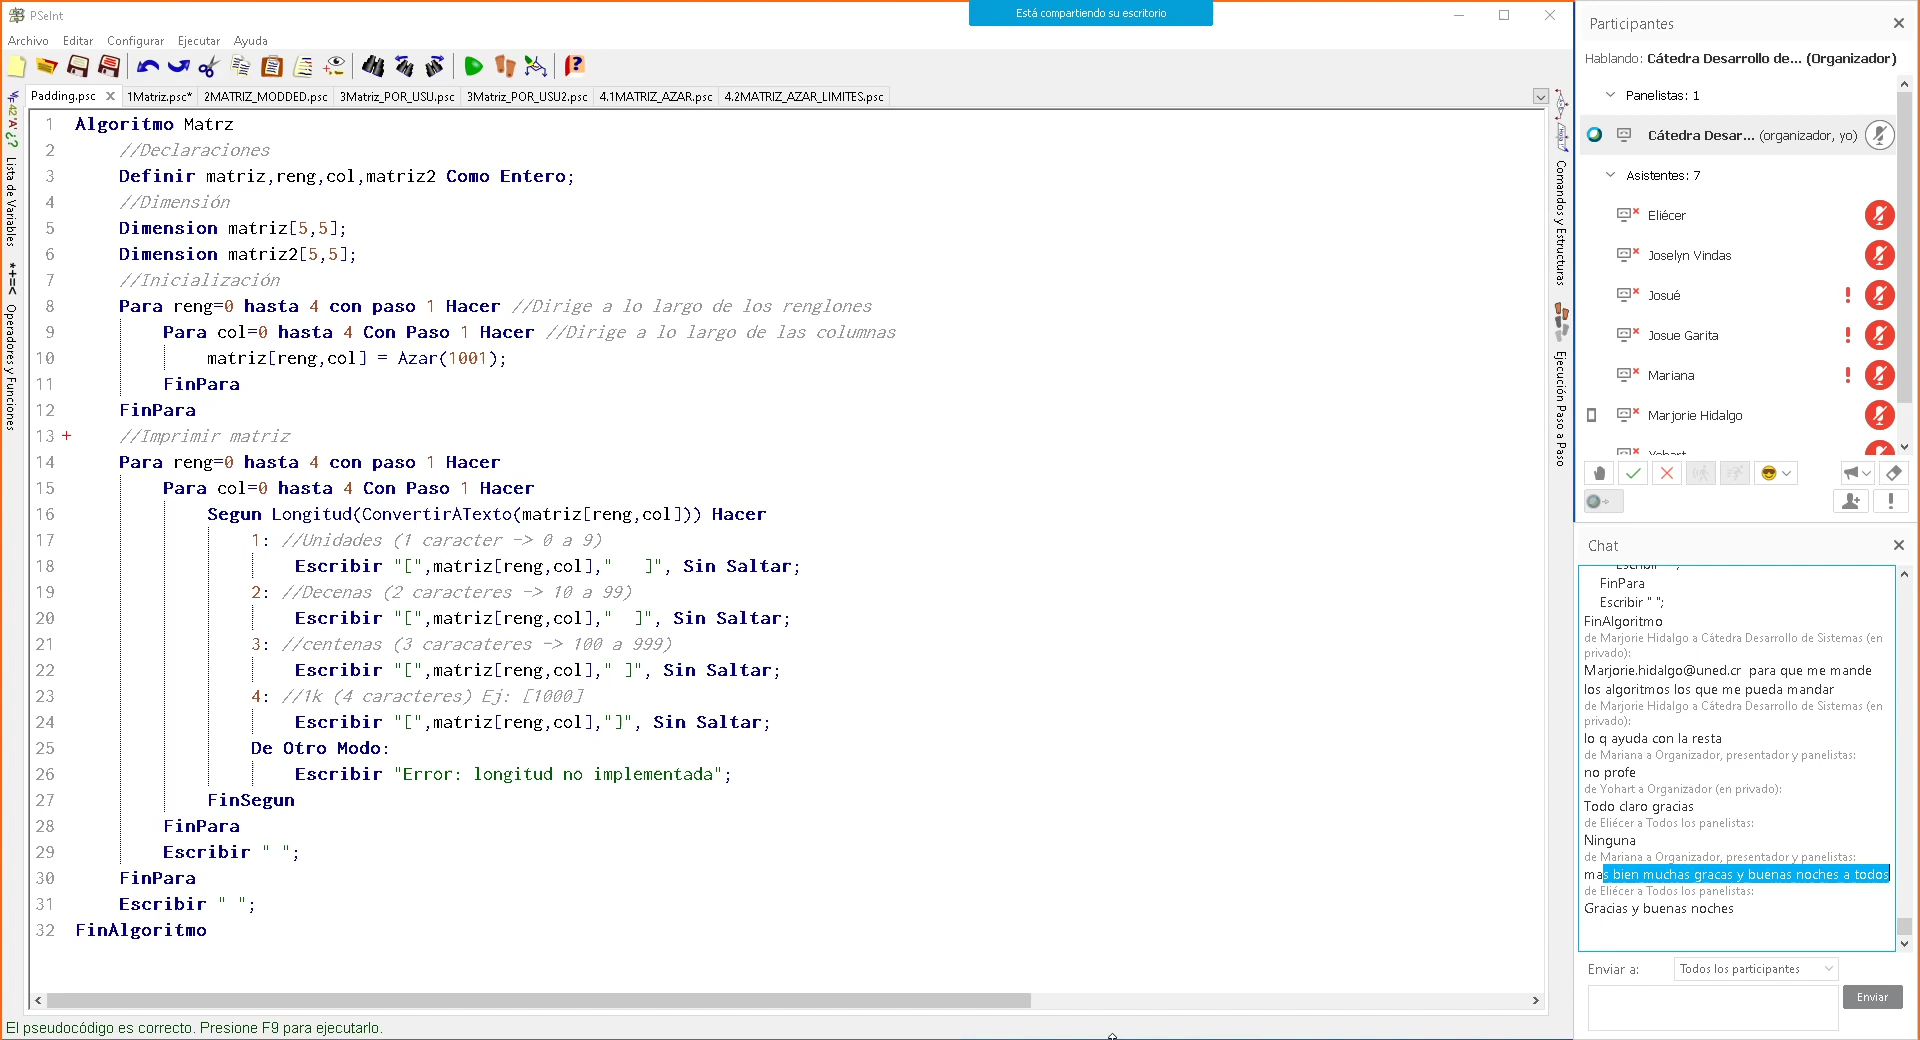 PSeInt
Está compartiendo su escritorio
Archivo Editar Configurar Ejecutar Ayuda
Padding.psc 1Matriz.psc* 2MATRIZ_MODDED.psc 3Matriz_POR_USU.psc 3Matriz_POR_USU2.psc 4.1MATRIZ_AZAR.psc 4.2MATRIZ_AZAR_LIMITES.psc
Lista de Variables
*+=< Operadores y Funciones
1 Algoritmo Matrz
2 //Declaraciones
3 Definir matriz,reng,col,matriz2 Como Entero;
4 //Dimensión
5 Dimension matriz[5,5];
6 Dimension matriz2[5,5];
7 //Inicialización
8 Para reng=0 hasta 4 con paso 1 Hacer //Dirige a lo largo de los renglones
9 Para col=0 hasta 4 Con Paso 1 Hacer //Dirige a lo largo de las columnas
10 matriz[reng,col] = Azar(1001);
11 FinPara
12 FinPara
13 + //Imprimir matriz
14 Para reng=0 hasta 4 con paso 1 Hacer
15 Para col=0 hasta 4 Con Paso 1 Hacer
16 Segun Longitud(ConvertirATexto(matriz[reng,col])) Hacer
17 1: //Unidades (1 caracter -> 0 a 9)
18 Escribir "[",matriz[reng,col],"   ]", Sin Saltar;
19 2: //Decenas (2 caracteres -> 10 a 99)
20 Escribir "[",matriz[reng,col],"  ]", Sin Saltar;
21 3: //centenas (3 caracateres -> 100 a 999)
22 Escribir "[",matriz[reng,col]," ]", Sin Saltar;
23 4: //1k (4 caracteres) Ej: [1000]
24 Escribir "[",matriz[reng,col],"]", Sin Saltar;
25 De Otro Modo:
26 Escribir "Error: longitud no implementada";
27 FinSegun
28 FinPara
29 Escribir " ";
30 FinPara
31 Escribir " ";
32 FinAlgoritmo
El pseudocódigo es correcto. Presione F9 para ejecutarlo.
Comandos y Estructuras
Ejecución Paso a Paso
Participantes
Hablando: Cátedra Desarrollo de... (Organizador)
Panelistas: 1
Cátedra Desar... (organizador, yo)
Asistentes: 7
Eliécer
Joselyn Vindas
Josué
Josue Garita
Mariana
Marjorie Hidalgo
Yohart
Chat
Escribir " ";
FinPara
Escribir " ";
FinAlgoritmo
de Marjorie Hidalgo a Cátedra Desarrollo de Sistemas (en
privado):
Marjorie.hidalgo@uned.cr para que me mande
los algoritmos los que me pueda mandar
de Marjorie Hidalgo a Cátedra Desarrollo de Sistemas (en
privado):
lo q ayuda con la resta
de Mariana a Organizador, presentador y panelistas:
no profe
de Yohart a Organizador (en privado):
Todo claro gracias
de Eliécer a Todos los panelistas:
Ninguna
de Mariana a Organizador, presentador y panelistas:
mas bien muchas gracas y buenas noches a todos
de Eliécer a Todos los panelistas:
Gracias y buenas noches
Enviar a: Todos los participantes
Enviar